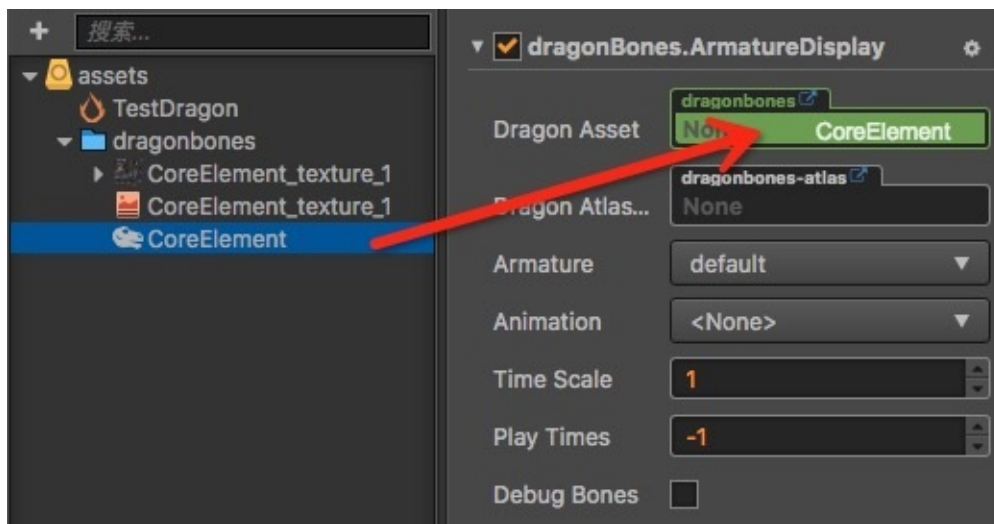 搜索...
assets
TestDragon
dragonbones
CoreElement_texture_1
CoreElement_texture_1
CoreElement
dragonBones.ArmatureDisplay
dragonbones
Dragon Asset
CoreElement
dragonbones-atlas
Dragon Atlas...
None
Armature
default
Animation
<None>
Time Scale
1
Play Times
-1
Debug Bones